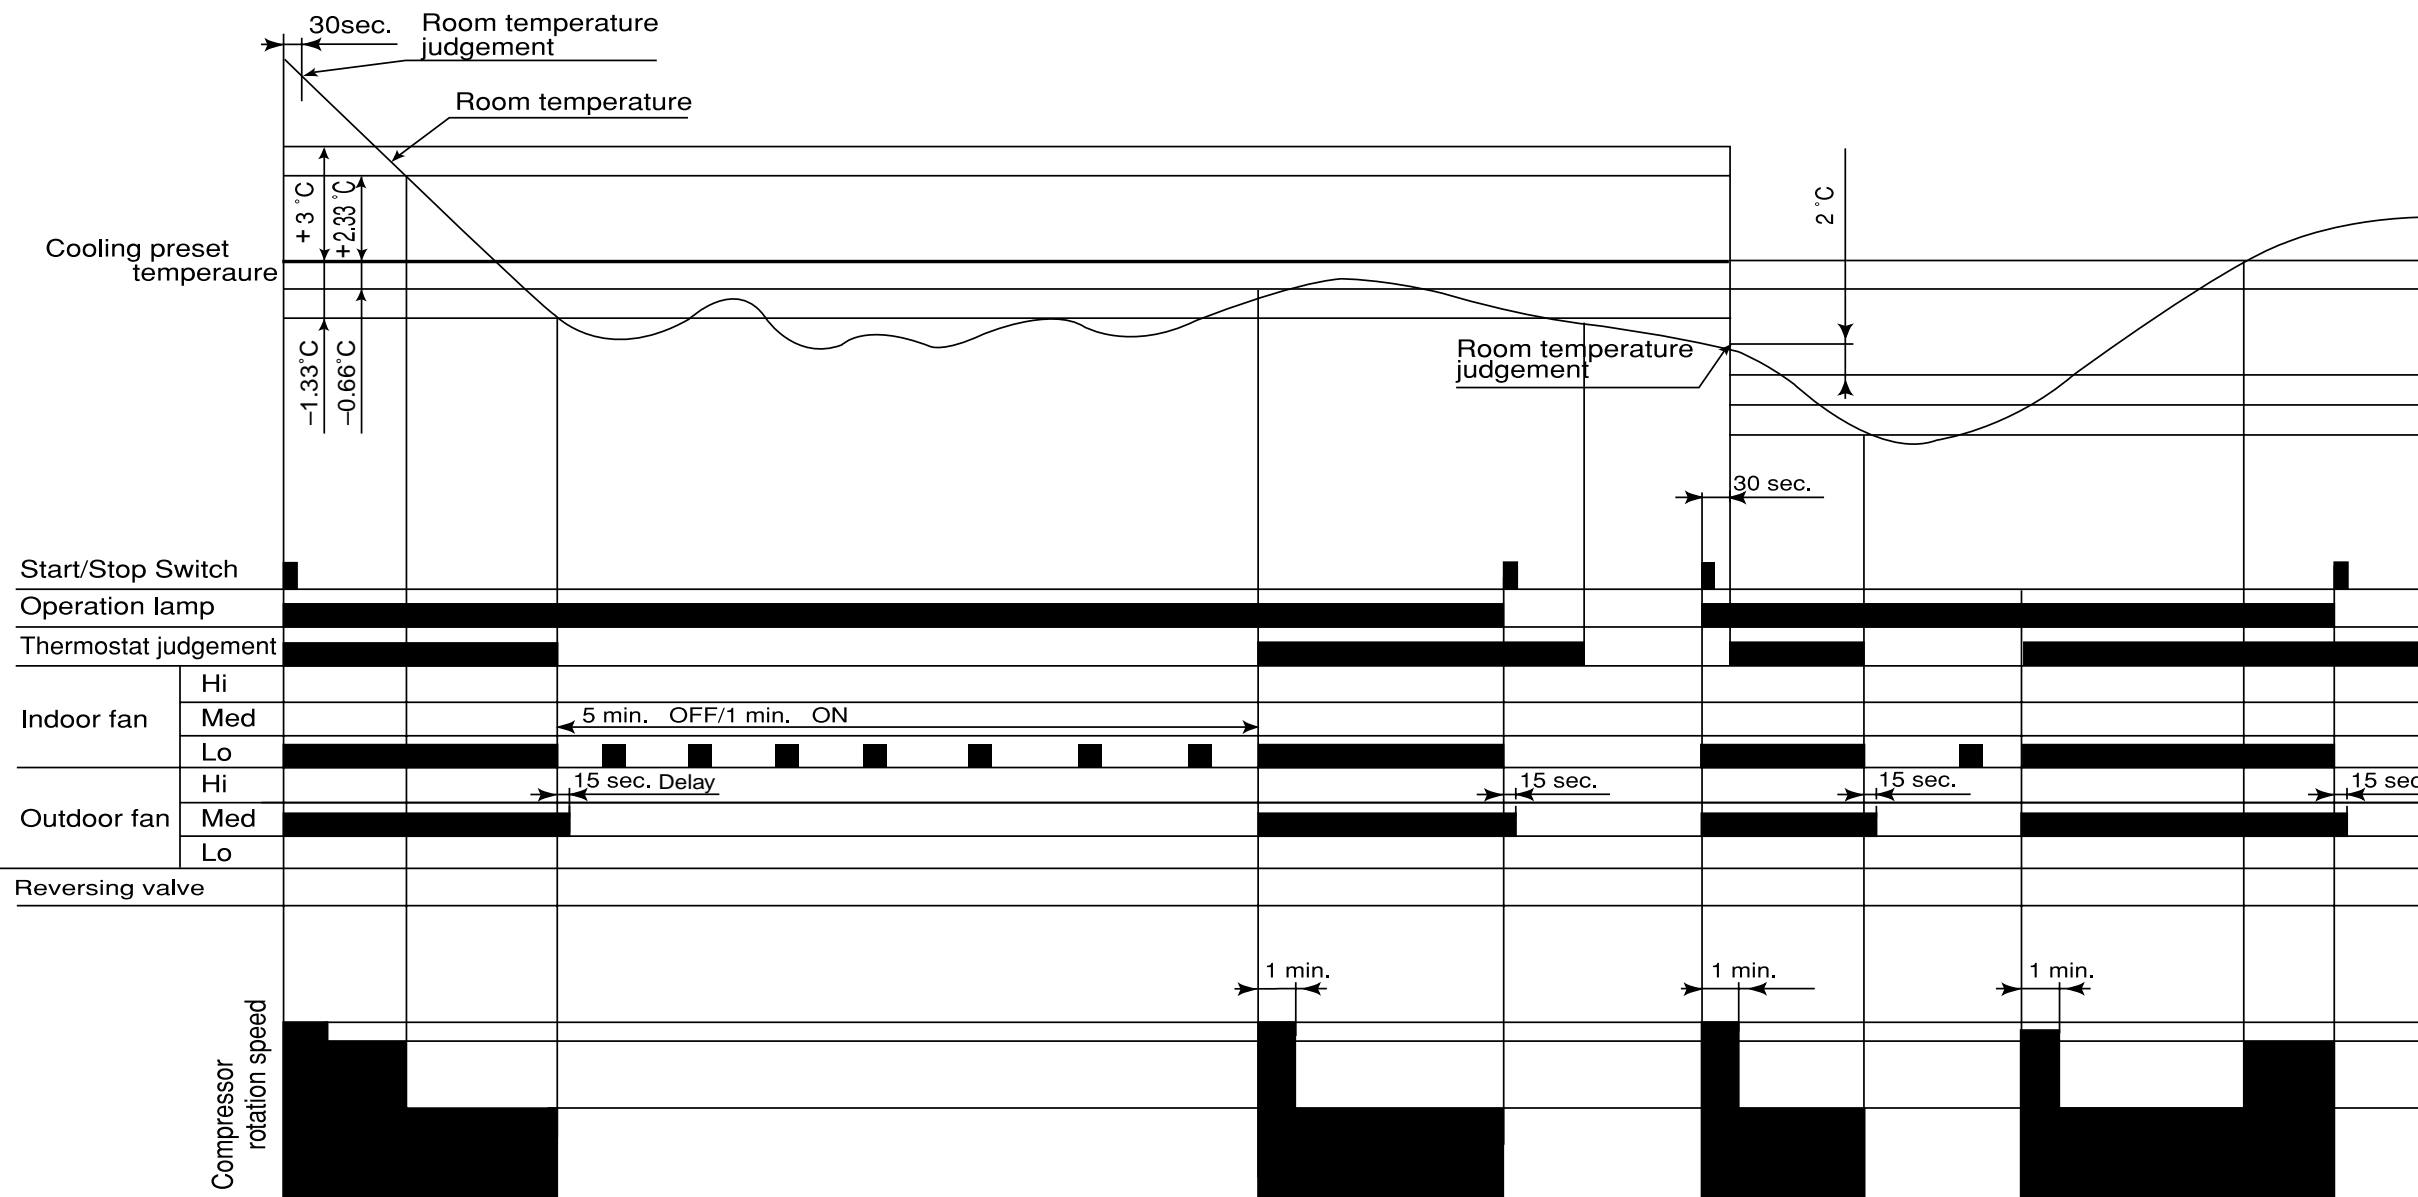 30sec.
Room temperature
judgement
Room temperature
+3 ˚C
+2.33 ˚C
2 ˚C
Cooling preset
temperaure
−1.33˚C
−0.66˚C
Room temperature
judgement
30 sec.
Start/Stop Switch
Operation lamp
Thermostat judgement
Indoor fan
Hi
Med
Lo
5 min. OFF/1 min. ON
Outdoor fan
Hi
Med
Lo
15 sec. Delay
15 sec.
15 sec.
15 sec
Reversing valve
1 min.
1 min.
1 min.
Compressor
rotation speed